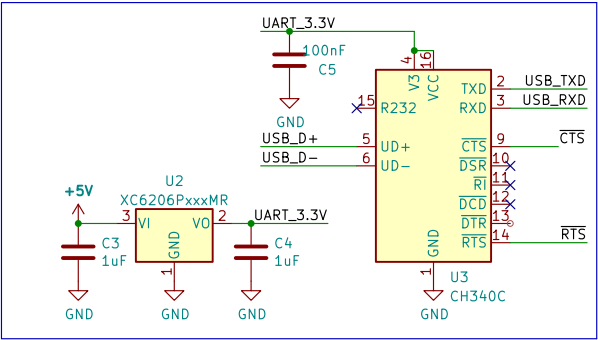 UART_3.3V
100nF
C5
GND
4
16
V3
VCC
15
R232
TXD
2
USB_TXD
RXD
3
USB_RXD
USB_D+
5
UD+
USB_D-
6
UD-
CTS
9
CTS
DSR
10
RI
11
DCD
12
DTR
13
RTS
14
RTS
GND
1
GND
U3
CH340C
U2
XC6206PxxxMR
+5V
3
VI
VO
2
UART_3.3V
GND
1
C3
1uF
C4
1uF
GND
GND
GND